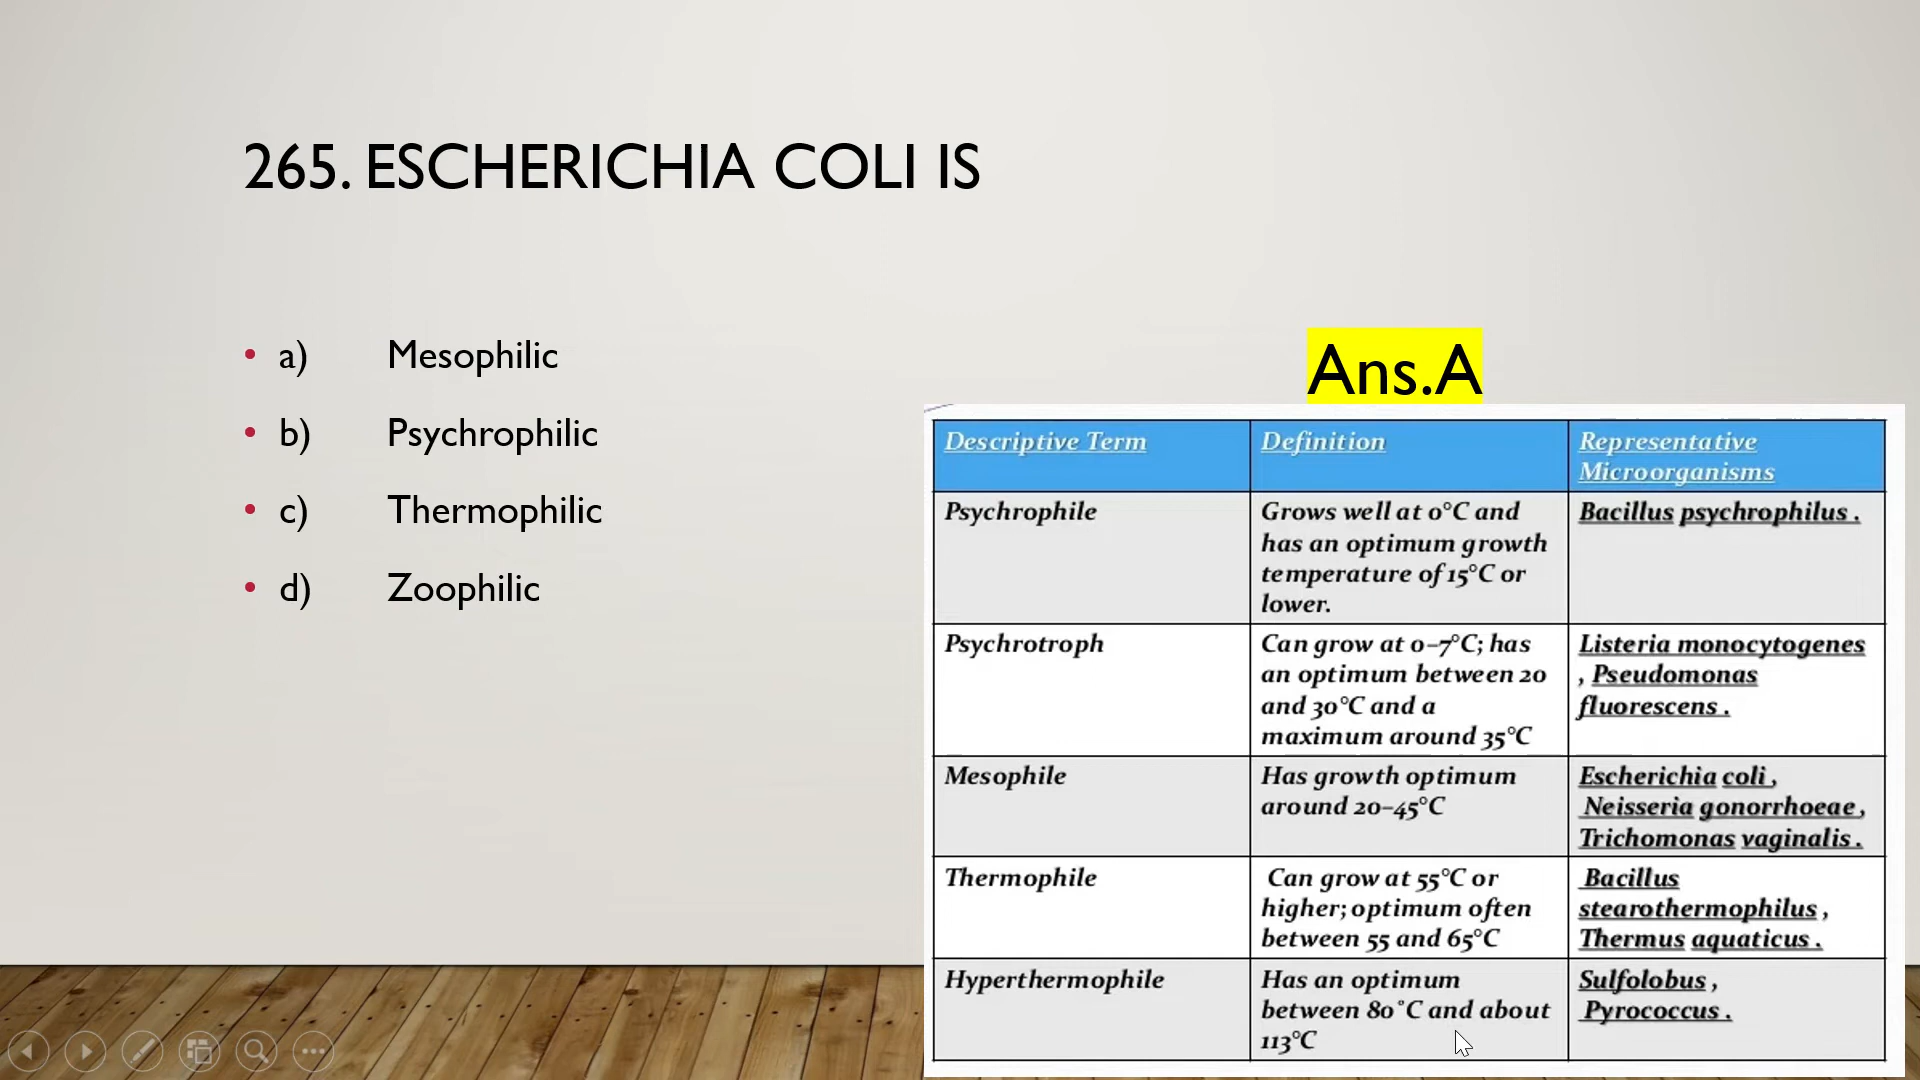 265. ESCHERICHIA COLI IS
• a) Mesophilic
• b) Psychrophilic
• c) Thermophilic
• d) Zoophilic
Ans.A
Descriptive Term Definition Representative
Microorganisms
Psychrophile Grows well at 0°C and Bacillus psychrophilus .
has an optimum growth
temperature of 15°C or
lower.
Psychrotroph Can grow at 0–7°C; has Listeria monocytogenes
an optimum between 20 , Pseudomonas
and 30°C and a fluorescens .
maximum around 35°C
Mesophile Has growth optimum Escherichia coli ,
around 20–45°C Neisseria gonorrhoeae ,
Trichomonas vaginalis .
Thermophile Can grow at 55°C or Bacillus
higher; optimum often stearothermophilus ,
between 55 and 65°C Thermus aquaticus .
Hyperthermophile Has an optimum Sulfolobus ,
between 80°C and about Pyrococcus .
113°C